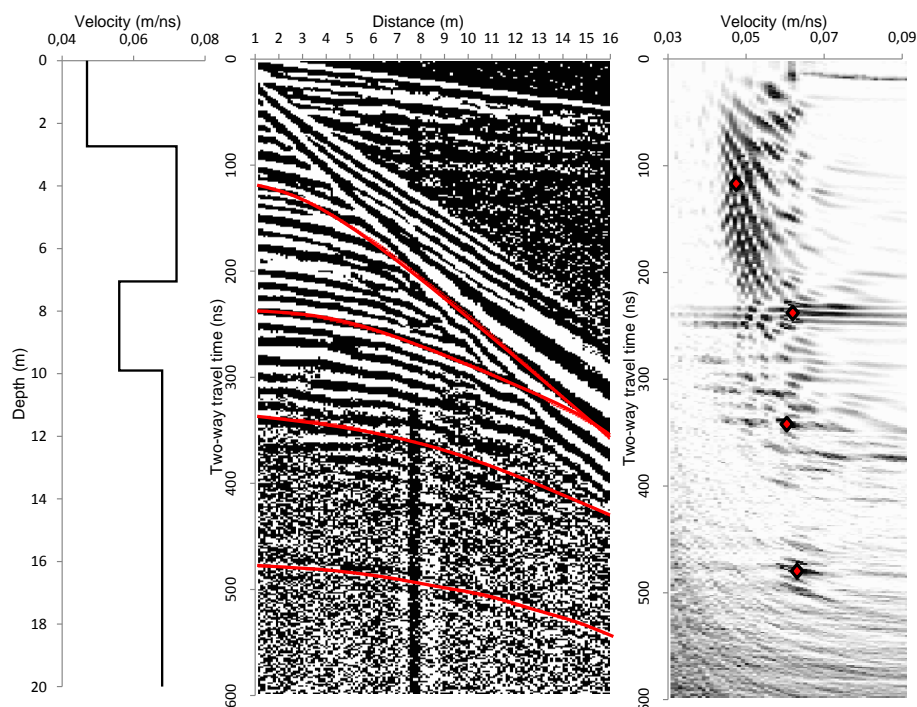 Velocity (m/ns)
0,04 0,06 0,08
Depth (m)
0
2
4
6
8
10
12
14
16
18
20
Distance (m)
1 2 3 4 5 6 7 8 9 10 11 12 13 14 15 16
Two-way travel time (ns)
0
100
200
300
400
500
600
Velocity (m/ns)
0,03 0,05 0,07 0,09
Two-way travel time (ns)
0
100
200
300
400
500